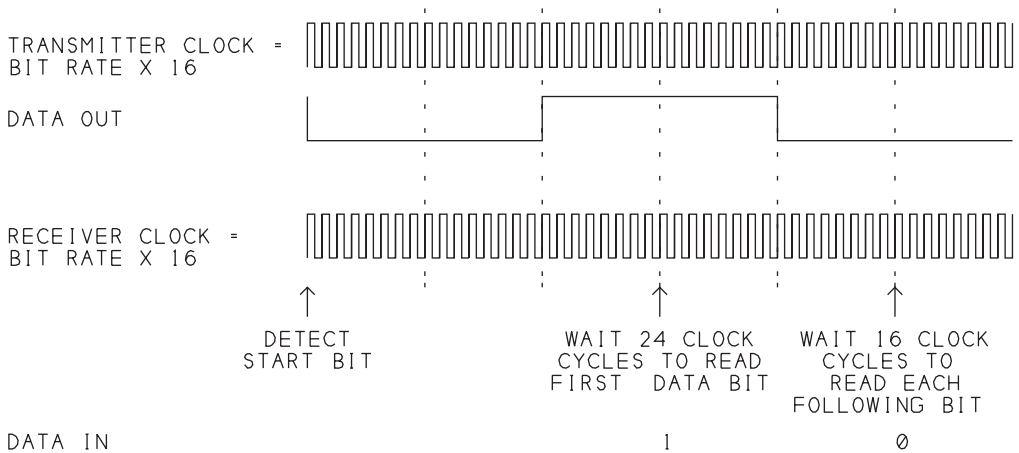 TRANSMITTER CLOCK =
BIT RATE X 16
DATA OUT
RECEIVER CLOCK =
BIT RATE X 16
DETECT
START BIT
WAIT 24 CLOCK
CYCLES TO READ
FIRST DATA BIT
WAIT 16 CLOCK
CYCLES TO
READ EACH
FOLLOWING BIT
DATA IN 1 0